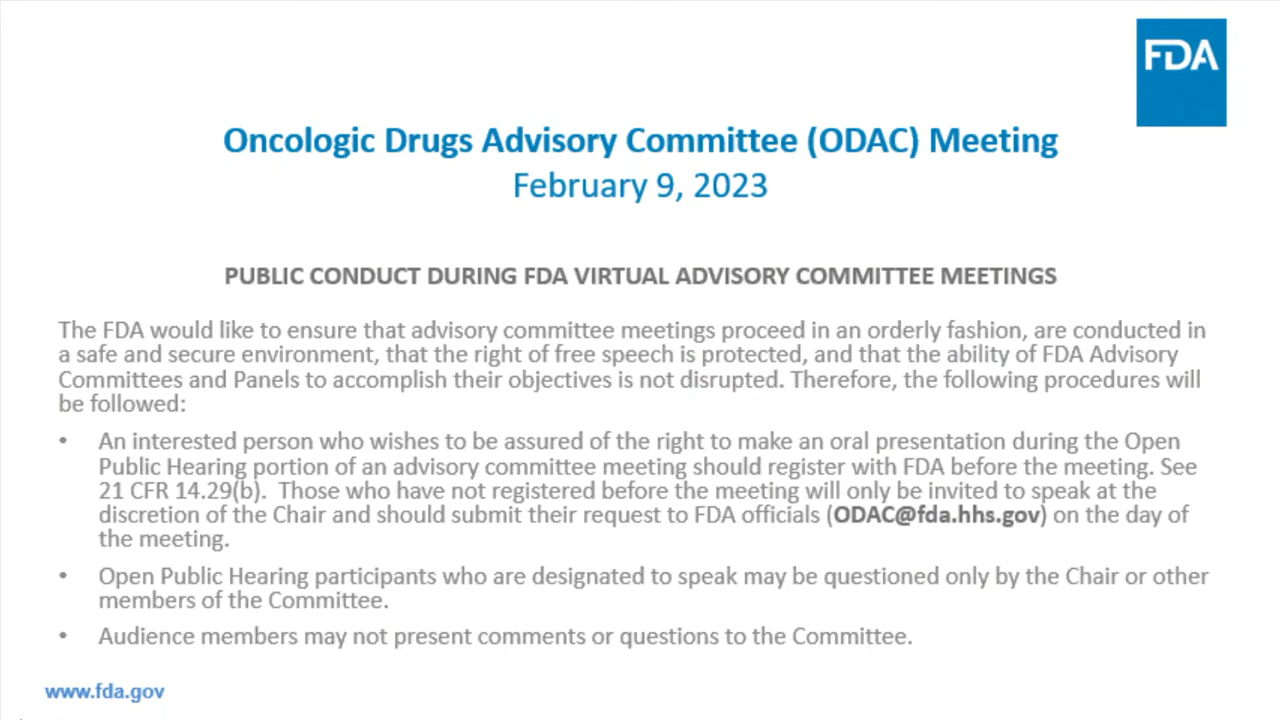 FDA
Oncologic Drugs Advisory Committee (ODAC) Meeting
February 9, 2023
PUBLIC CONDUCT DURING FDA VIRTUAL ADVISORY COMMITTEE MEETINGS
The FDA would like to ensure that advisory committee meetings proceed in an orderly fashion, are conducted in
a safe and secure environment, that the right of free speech is protected, and that the ability of FDA Advisory
Committees and Panels to accomplish their objectives is not disrupted. Therefore, the following procedures will
be followed:
• An interested person who wishes to be assured of the right to make an oral presentation during the Open
Public Hearing portion of an advisory committee meeting should register with FDA before the meeting. See
21 CFR 14.29(b).  Those who have not registered before the meeting will only be invited to speak at the
discretion of the Chair and should submit their request to FDA officials (ODAC@fda.hhs.gov) on the day of
the meeting.
• Open Public Hearing participants who are designated to speak may be questioned only by the Chair or other
members of the Committee.
• Audience members may not present comments or questions to the Committee.
www.fda.gov